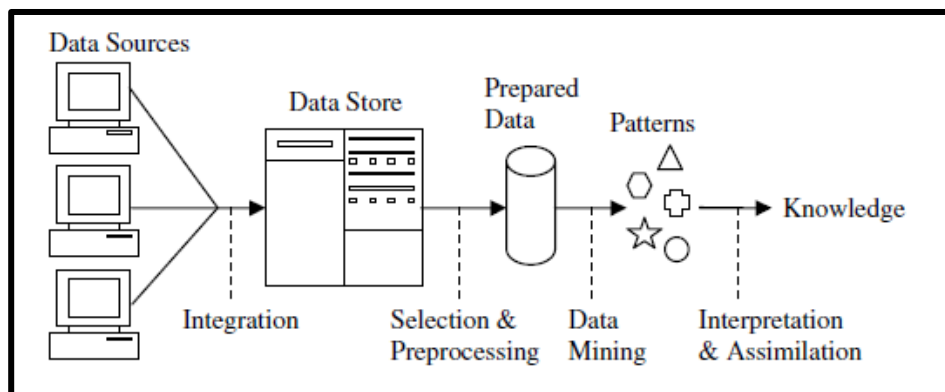 Data Sources
Data Store
Prepared
Data
Patterns
Knowledge
Integration
Selection &
Preprocessing
Data
Mining
Interpretation
& Assimilation